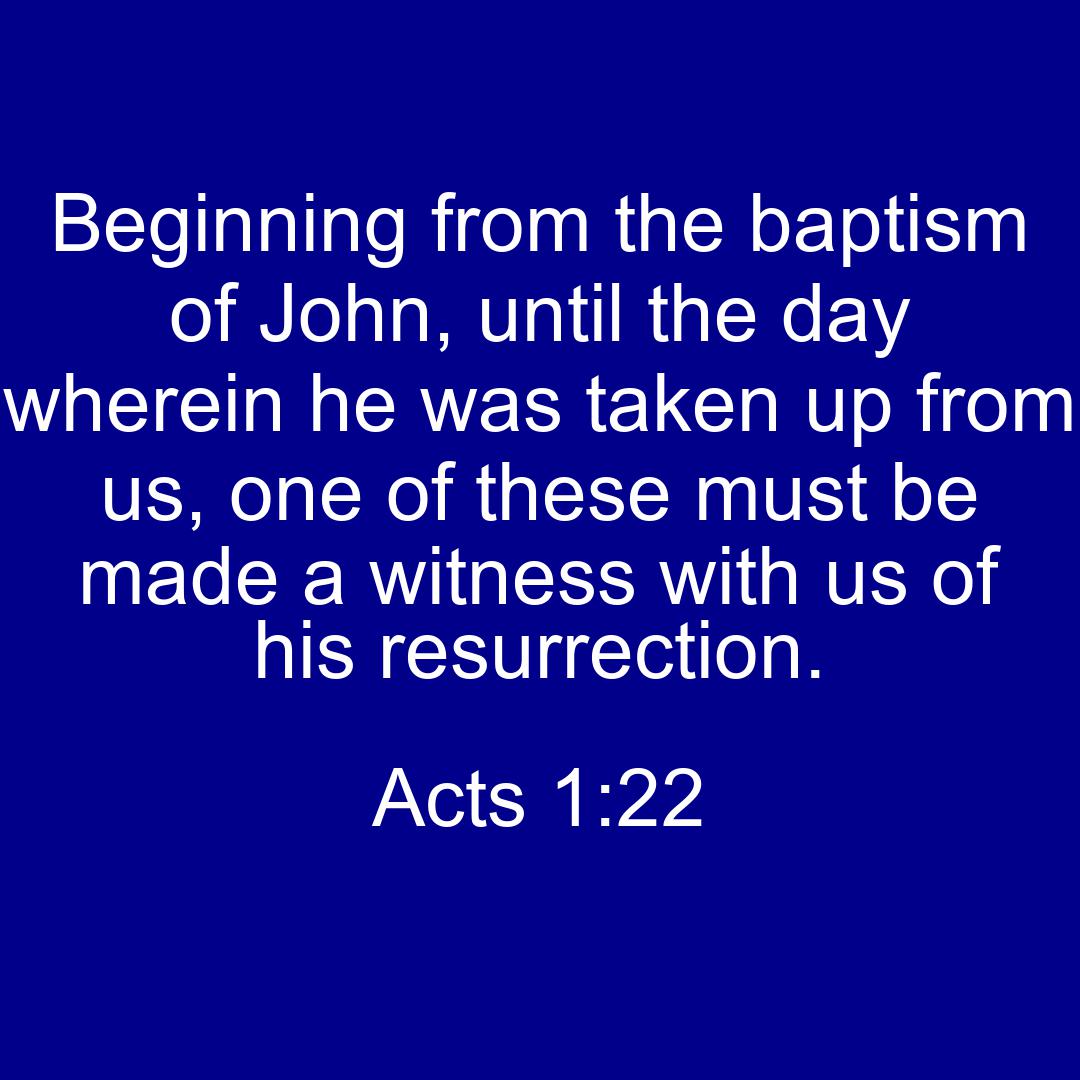 Beginning from the baptism
of John, until the day
wherein he was taken up from
us, one of these must be
made a witness with us of
his resurrection.
Acts 1:22